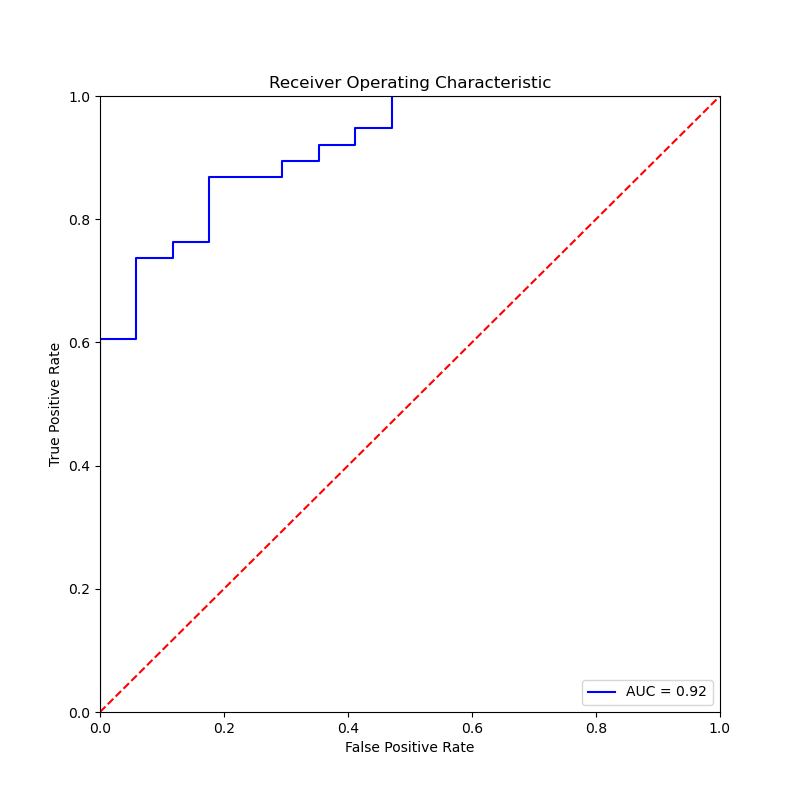 Receiver Operating Characteristic
1.0
0.8
0.6
0.4
0.2
0.0
True Positive Rate
AUC = 0.92
0.0 0.2 0.4 0.6 0.8 1.0
False Positive Rate